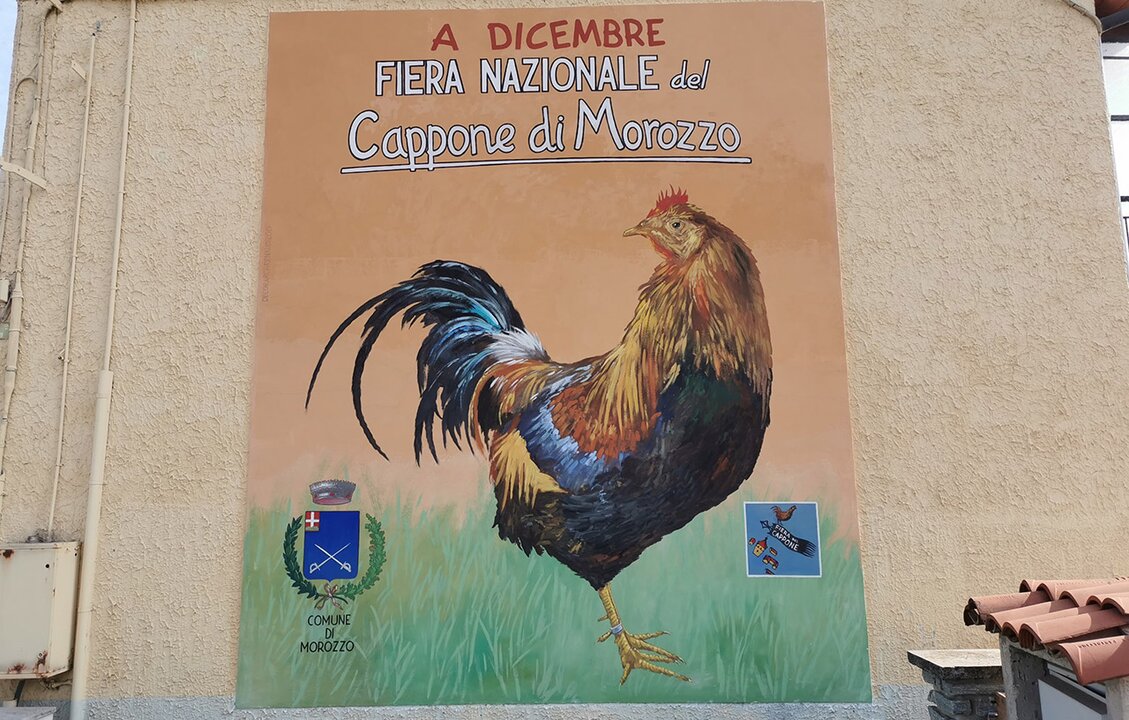 A DICEMBRE
FIERA NAZIONALE del
Cappone di Morozzo
COMUNE
DI
MOROZZO
FIERA DEL
CAPPONE